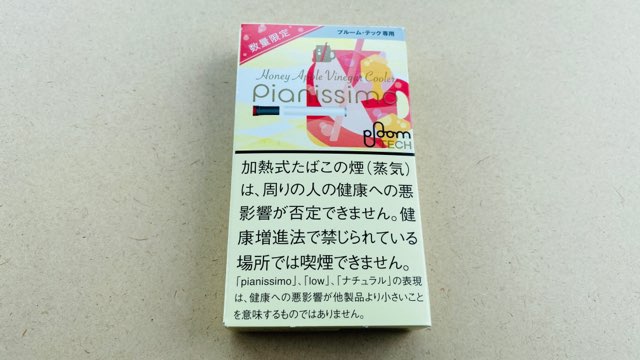 数量限定
プルーム・テック専用
Honey Apple Vinegar Cooler
pianissimo
ploom
TECH
加熱式たばこの煙(蒸気)
は、周りの人の健康への悪
影響が否定できません。健
康増進法で禁じられている
場所では喫煙できません。
「pianissimo」、「low」、「ナチュラル」の表現
は、健康への悪影響が他製品より小さいこと
を意味するものではありません。